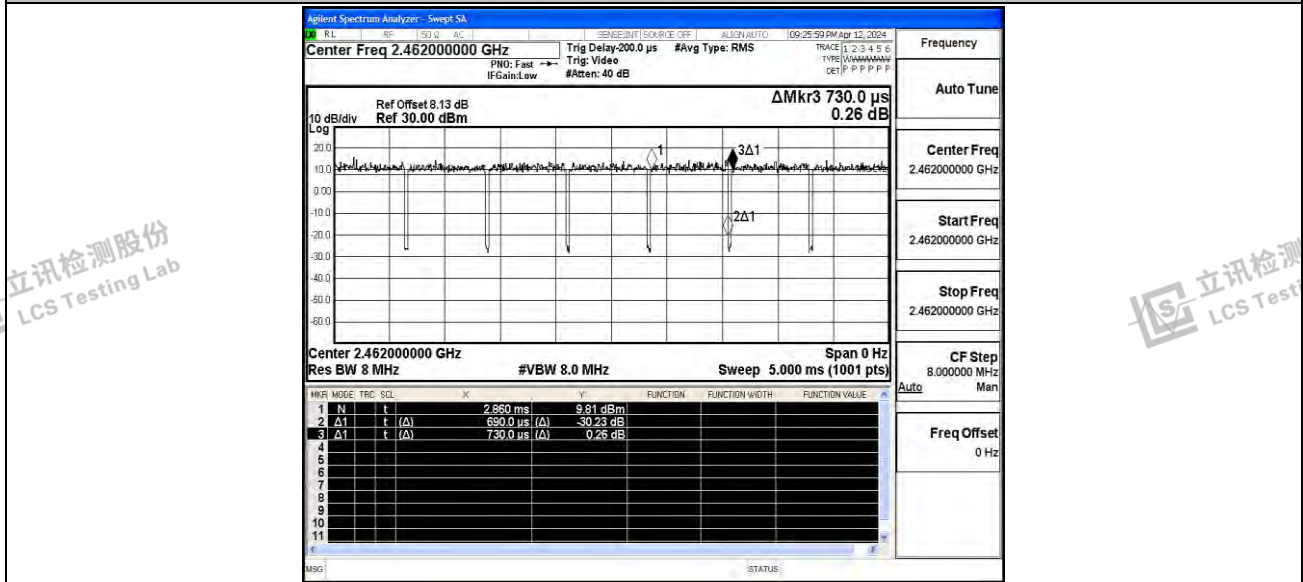 Agilent Spectrum Analyzer - Swept SA
RL RF 50 Ω AC SENSE:INT SOURCE OFF ALIGN AUTO 09:25:59 PM Apr 12, 2024
Center Freq 2.462000000 GHz
PNO: Fast
IFGain:Low
Trig Delay-200.0 µs #Avg Type: RMS
Trig: Video
#Atten: 40 dB
TRACE 1 2 3 4 5 6
TYPE
DET P P P P P P
Frequency
Auto Tune
Center Freq
2.462000000 GHz
Start Freq
2.462000000 GHz
Stop Freq
2.462000000 GHz
CF Step
8.000000 MHz
Auto Man
Freq Offset
0 Hz
ΔMkr3 730.0 µs
0.26 dB
Ref Offset 8.13 dB
10 dB/div Ref 30.00 dBm
Log
20.0
10.0
0.00
-10.0
-20.0
-30.0
-40.0
-50.0
-60.0
1
3Δ1
2Δ1
Center 2.462000000 GHz Span 0 Hz
Res BW 8 MHz #VBW 8.0 MHz Sweep 5.000 ms (1001 pts)
MKR MODE TRC SCL X Y FUNCTION FUNCTION WIDTH FUNCTION VALUE
1 N t 2.860 ms 9.81 dBm
2 Δ1 t (Δ) 690.0 µs (Δ) -30.23 dB
3 Δ1 t (Δ) 730.0 µs (Δ) 0.26 dB
4
5
6
7
8
9
10
11
MSG STATUS
立讯检测股份
LCS Testing Lab
立讯检测
LCS Testi